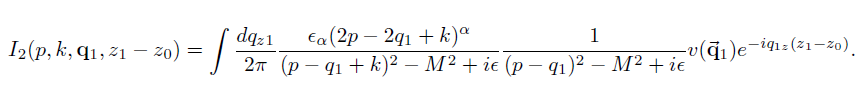 $I_2(p, k, \mathbf{q}_1, z_1 - z_0) = \int \frac{dq_{z1}}{2\pi} \frac{\epsilon_\alpha (2p - 2q_1 + k)^\alpha}{(p - q_1 + k)^2 - M^2 + i\epsilon} \frac{1}{(p - q_1)^2 - M^2 + i\epsilon} v(\vec{\mathbf{q}}_1) e^{-iq_{1z}(z_1 - z_0)}.$